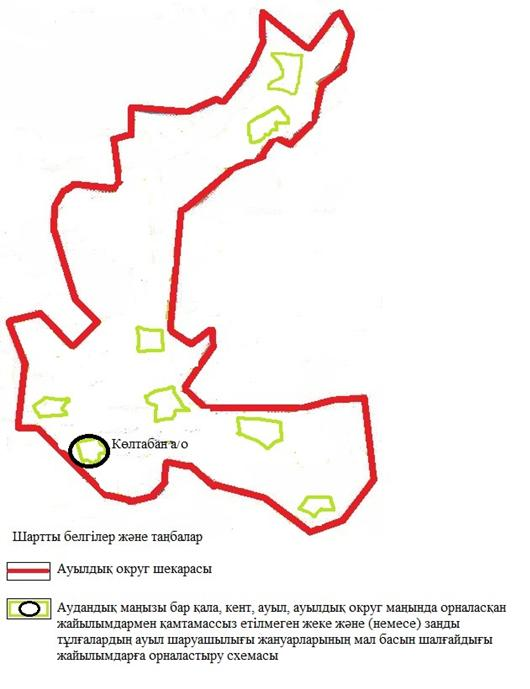 Көлтабан а/о
Шартты белгілер және таңбалар
Ауылдық округ шекарасы
Аудандық маңызы бар қала, кент, ауыл, ауылдық округ маңында орналасқан
жайылымдармен қамтамассыз етілмеген жеке және (немесе) заңды
тұлғалардың ауыл шаруашылығы жануарларының мал басын шалғайдығы
жайылымдарға орналастыру схемасы